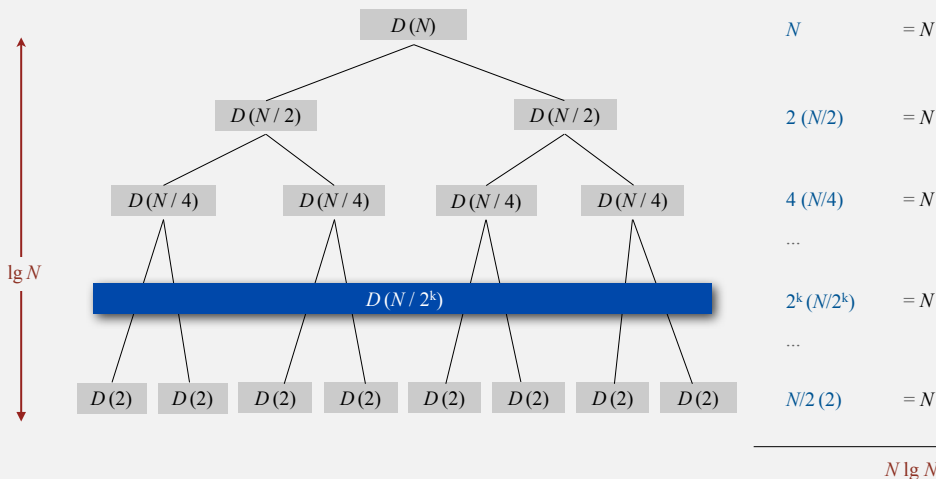 D (N) N = N
D (N / 2) D (N / 2) 2 (N/2) = N
D (N / 4) D (N / 4) D (N / 4) D (N / 4) 4 (N/4) = N
...
lg N
D (N / 2ᵏ) 2ᵏ (N/2ᵏ) = N
...
D (2) D (2) D (2) D (2) D (2) D (2) D (2) D (2) N/2 (2) = N
N lg N